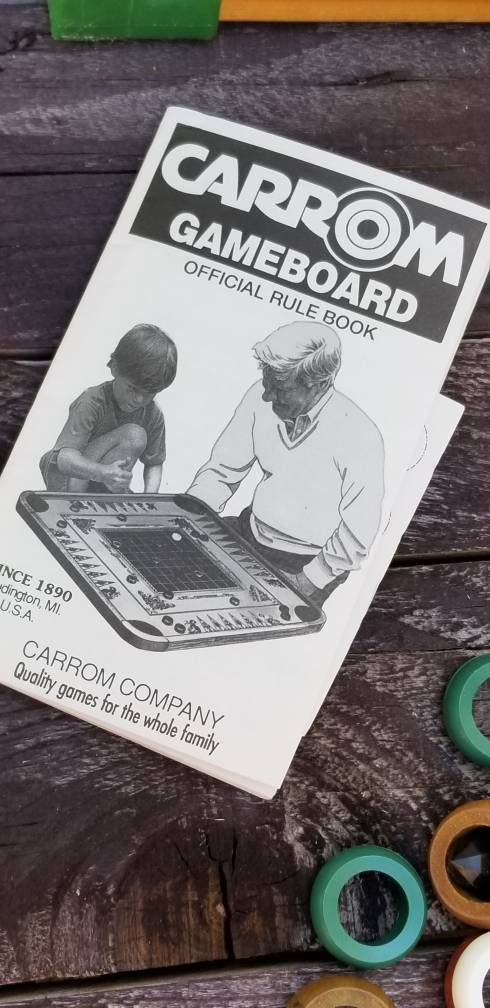 CARROM
GAMEBOARD
OFFICIAL RULE BOOK
INCE 1890
dington, MI.
U.S.A.
CARROM COMPANY
Quality games for the whole family